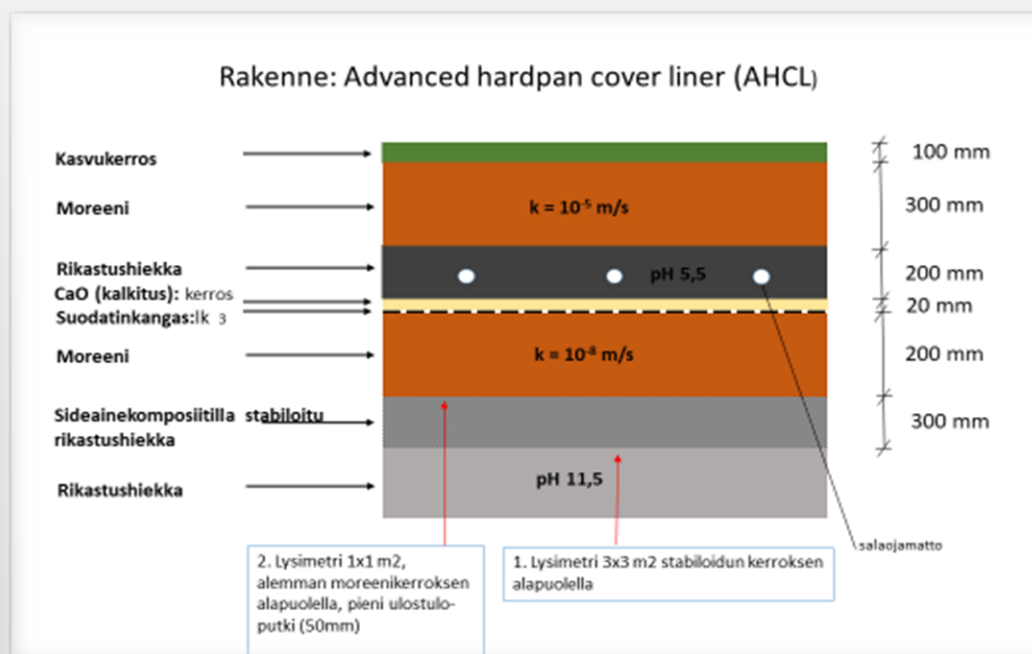 Rakenne: Advanced hardpan cover liner (AHCL)
Kasvukerros
100 mm
Moreeni
k = 10⁻⁵ m/s
300 mm
Rikastushiekka
pH 5,5
200 mm
CaO (kalkitus): kerros
20 mm
Suodatinkangas:lk 3
Moreeni
k = 10⁻⁸ m/s
200 mm
Sideainekomposiitilla stabiloitu
rikastushiekka
300 mm
Rikastushiekka
pH 11,5
salaojamatto
2. Lysimetri 1x1 m2,
alemman moreenikerroksen
alapuolella, pieni ulostulo-
putki (50mm)
1. Lysimetri 3x3 m2 stabiloidun kerroksen
alapuolella